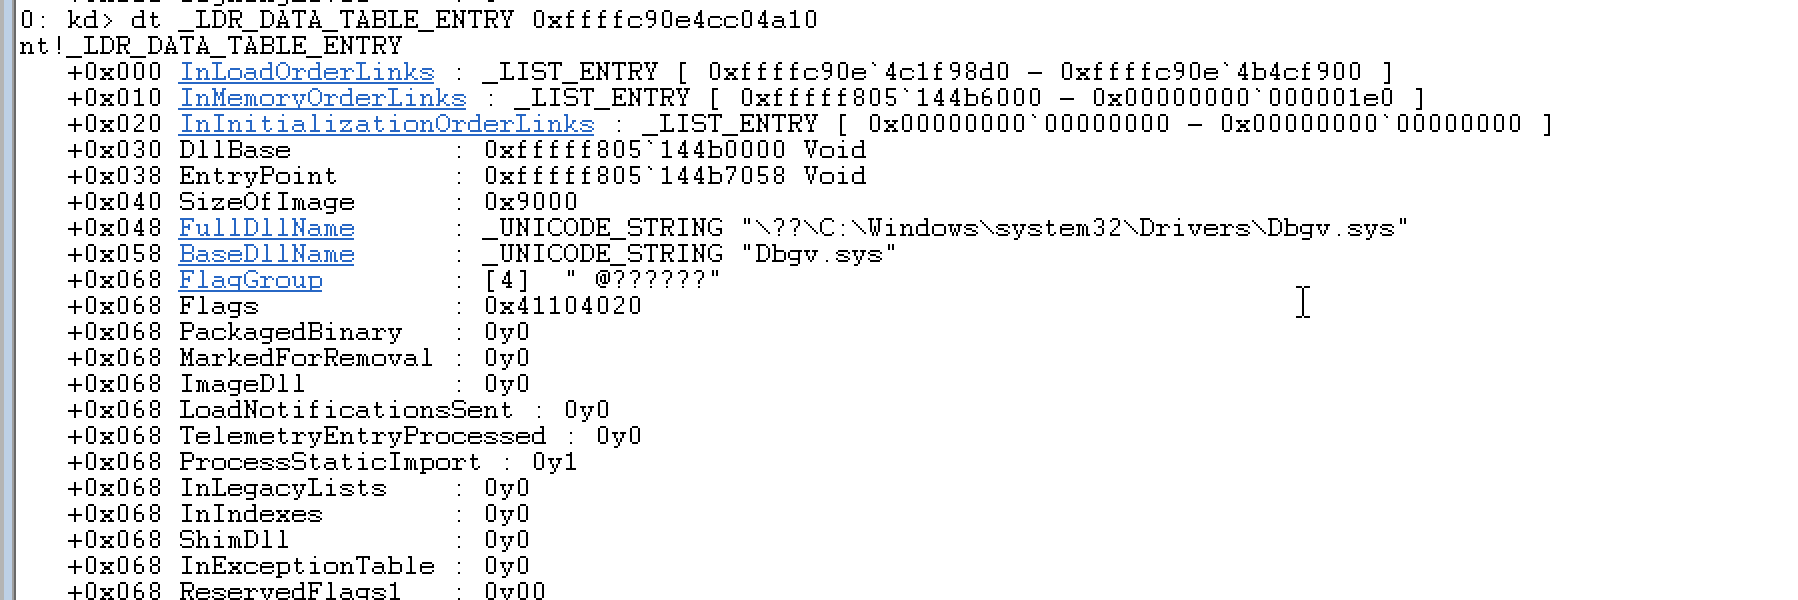 0: kd> dt _LDR_DATA_TABLE_ENTRY 0xffffc90e4cc04a10
nt!_LDR_DATA_TABLE_ENTRY
+0x000 InLoadOrderLinks : _LIST_ENTRY [ 0xffffc90e`4c1f98d0 - 0xffffc90e`4b4cf900 ]
+0x010 InMemoryOrderLinks : _LIST_ENTRY [ 0xfffff805`144b6000 - 0x00000000`000001e0 ]
+0x020 InInitializationOrderLinks : _LIST_ENTRY [ 0x00000000`00000000 - 0x00000000`00000000 ]
+0x030 DllBase : 0xfffff805`144b0000 Void
+0x038 EntryPoint : 0xfffff805`144b7058 Void
+0x040 SizeOfImage : 0x9000
+0x048 FullDllName : _UNICODE_STRING "\??\C:\Windows\system32\Drivers\Dbgv.sys"
+0x058 BaseDllName : _UNICODE_STRING "Dbgv.sys"
+0x068 FlagGroup : [4] " @??????"
+0x068 Flags : 0x41104020
+0x068 PackagedBinary : 0y0
+0x068 MarkedForRemoval : 0y0
+0x068 ImageDll : 0y0
+0x068 LoadNotificationsSent : 0y0
+0x068 TelemetryEntryProcessed : 0y0
+0x068 ProcessStaticImport : 0y1
+0x068 InLegacyLists : 0y0
+0x068 InIndexes : 0y0
+0x068 ShimDll : 0y0
+0x068 InExceptionTable : 0y0
+0x068 ReservedFlags1 : 0y00